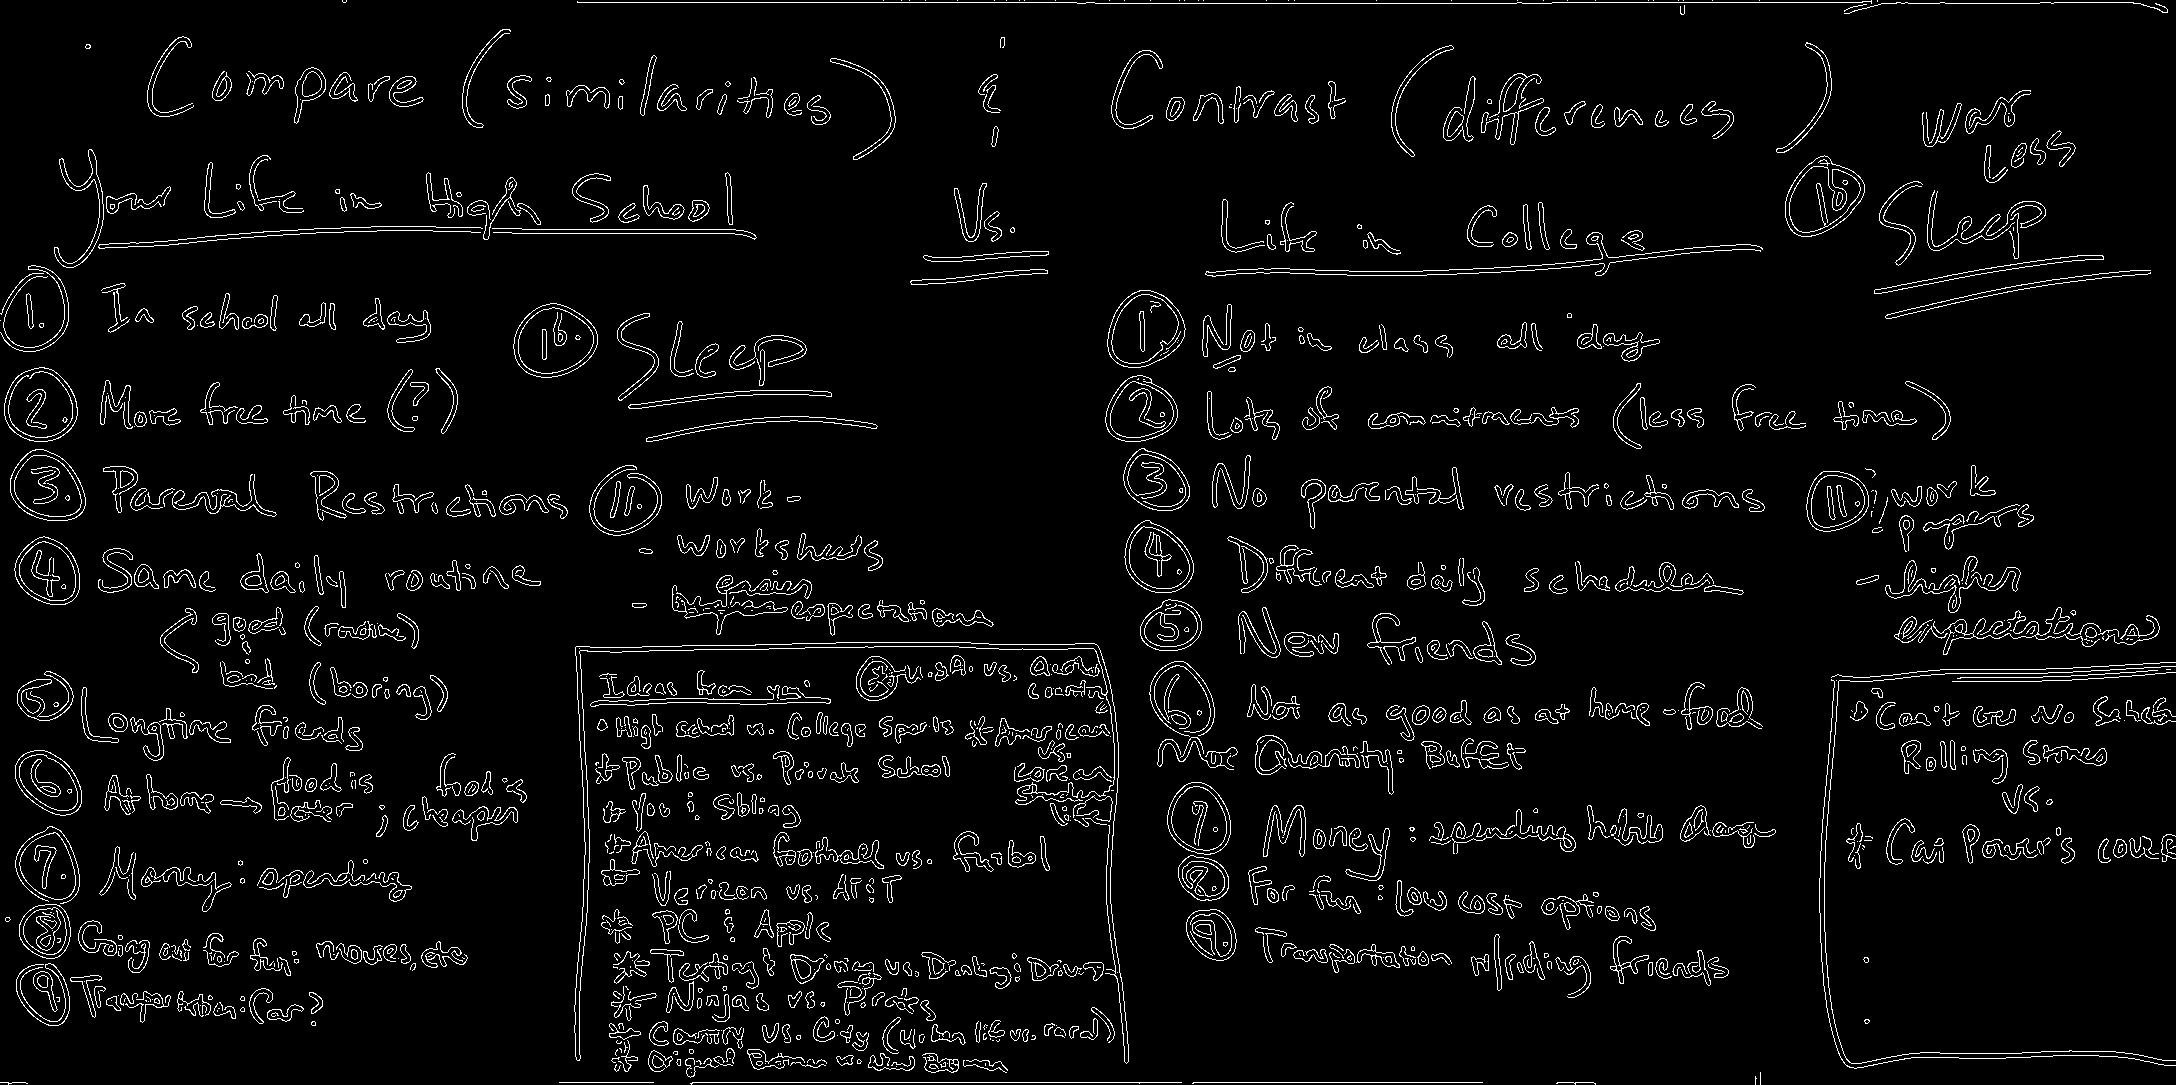 Compare (similarities) & Contrast (differences)
Your Life in High School Vs. Life in College
1. In school all day
2. More free time (?)
3. Parental Restrictions
4. Same daily routine
good (routine)
bad (boring)
5. Longtime friends
6. At home → food is better ; food is cheaper
7. Money : spending
8. Going out for fun: movies, etc
9. Transportation: Car?
10. Sleep
11. Work -
- worksheets
- easier expectations
Ideas from you:
• High school vs. College Sports
* Public vs. Private School
* You & Sibling
* American football vs. futbol
* Verizon vs. AT&T
* PC & Apple
* Texting & Driving vs. Drinking & Driving
* Ninjas vs. Pirates
* Country vs. City (urban life vs. rural)
* Original Batman vs. New Batman
* U.S.A. vs. Another country
* American vs. Korean student life
1. Not in class all day
2. Lots of commitments (less free time)
3. No parental restrictions
4. Different daily schedules
5. New friends
6. Not as good as at home - food
More Quantity: Buffet
7. Money : spending habits change
8. For fun : low cost options
9. Transportation w/riding friends
10. way less Sleep
11. work
- papers
- higher expectations
Can't Get No
Rolling Stones
vs.
* Cat Power's cover